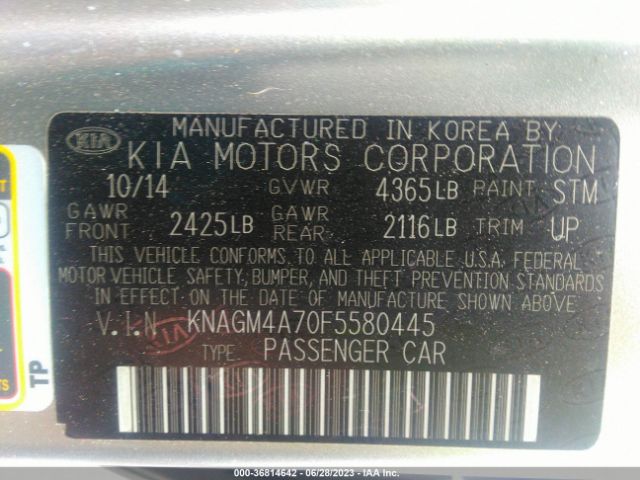 MANUFACTURED IN KOREA BY
KIA KIA MOTORS CORPORATION
10/14 GVWR 4365LB PAINT STM
GAWR FRONT 2425LB GAWR REAR 2116LB TRIM UP
THIS VEHICLE CONFORMS TO ALL APPLICABLE U.S.A. FEDERAL
MOTOR VEHICLE SAFETY, BUMPER, AND THEFT PREVENTION STANDARDS
IN EFFECT ON THE DATE OF MANUFACTURE SHOWN ABOVE
V.I.N KNAGM4A70F5580445
TYPE PASSENGER CAR
TP
000-36814642 - 06/28/2023 - IAA Inc.